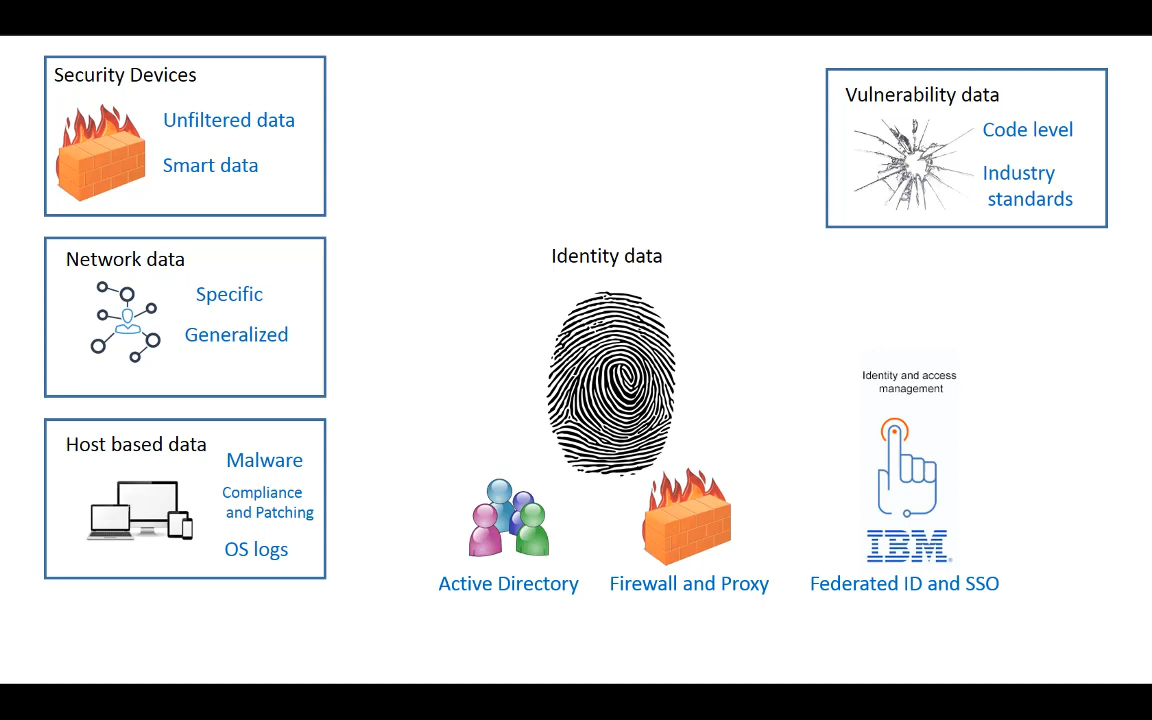 Security Devices
Unfiltered data
Smart data
Network data
Specific
Generalized
Host based data
Malware
Compliance
and Patching
OS logs
Identity data
Active Directory
Firewall and Proxy
Vulnerability data
Code level
Industry
standards
Identity and access
management
IBM
Federated ID and SSO